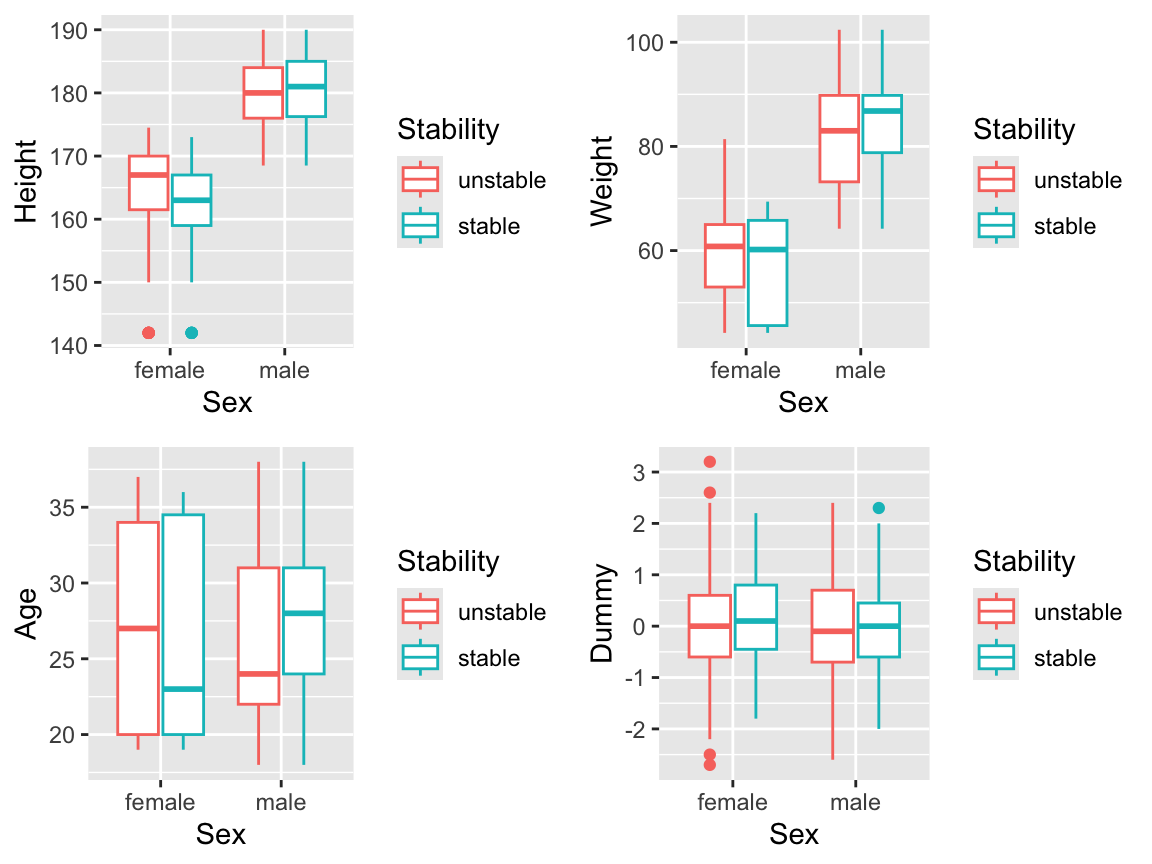 Height
190
180
170
160
150
140
female male
Sex
Stability
unstable
stable
Weight
100
80
60
female male
Sex
Stability
unstable
stable
Age
35
30
25
20
female male
Sex
Stability
unstable
stable
Dummy
3
2
1
0
-1
-2
female male
Sex
Stability
unstable
stable